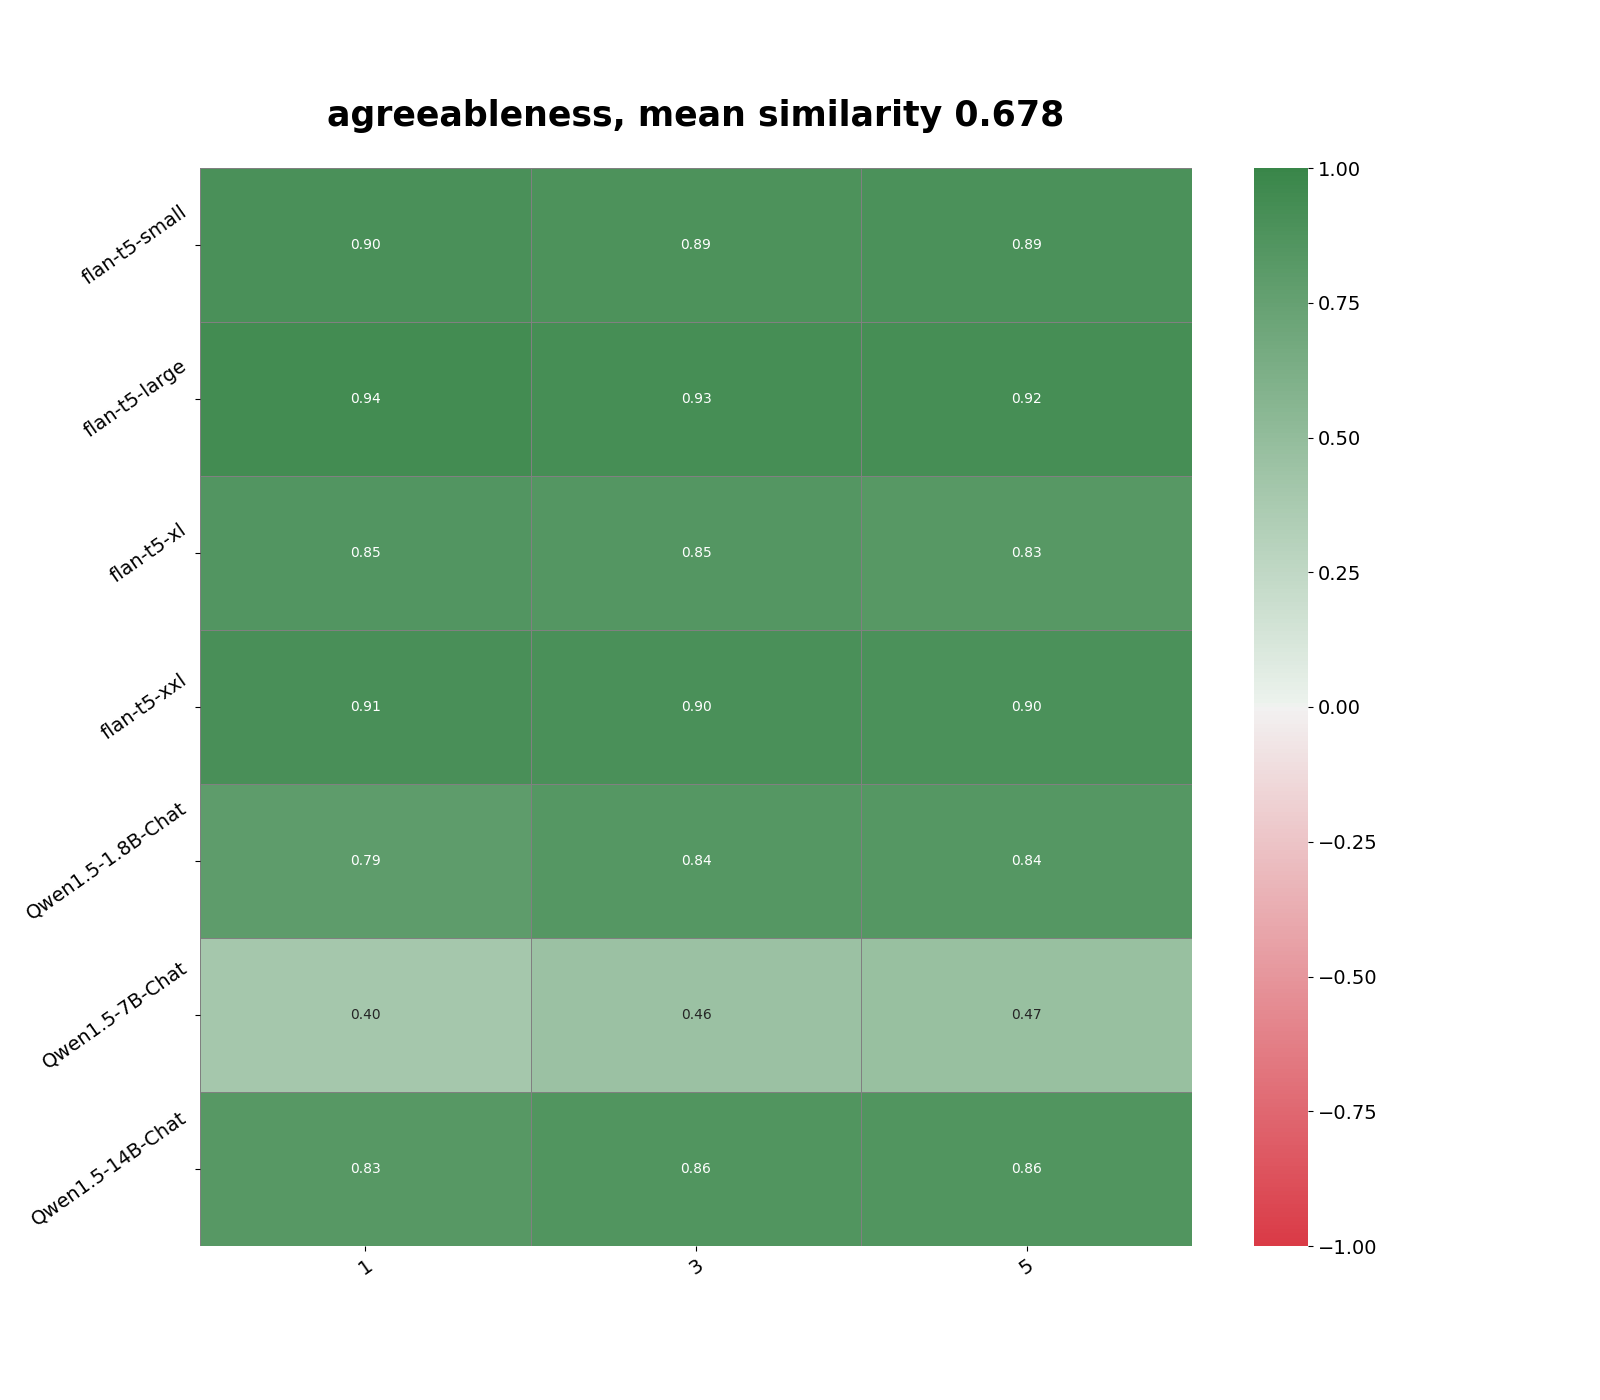 agreeableness, mean similarity 0.678
flan-t5-small 0.90 0.89 0.89
flan-t5-large 0.94 0.93 0.92
flan-t5-xl 0.85 0.85 0.83
flan-t5-xxl 0.91 0.90 0.90
Qwen1.5-1.8B-Chat 0.79 0.84 0.84
Qwen1.5-7B-Chat 0.40 0.46 0.47
Qwen1.5-14B-Chat 0.83 0.86 0.86
1 3 5
1.00
0.75
0.50
0.25
0.00
−0.25
−0.50
−0.75
−1.00